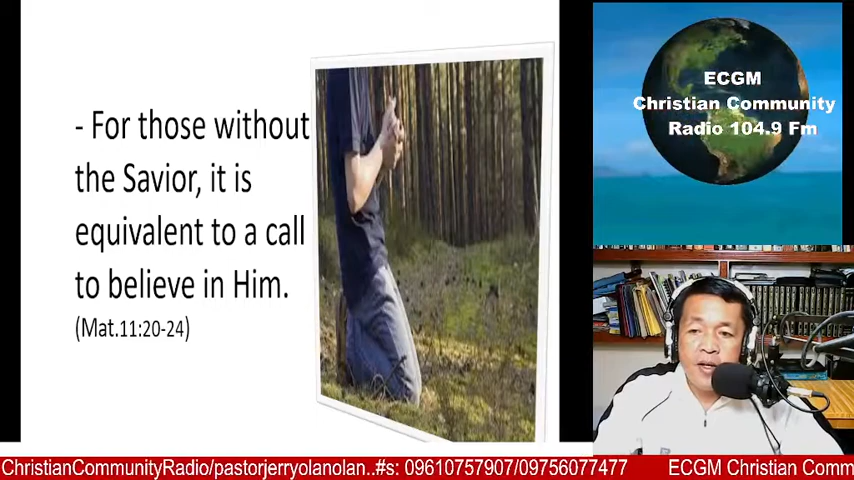 - For those without
the Savior, it is
equivalent to a call
to believe in Him.
(Mat.11:20-24)
ECGM
Christian Community
Radio 104.9 Fm
ChristianCommunityRadio/pastorjerryolanolan..#s: 09610757907/09756077477 ECGM Christian Comm